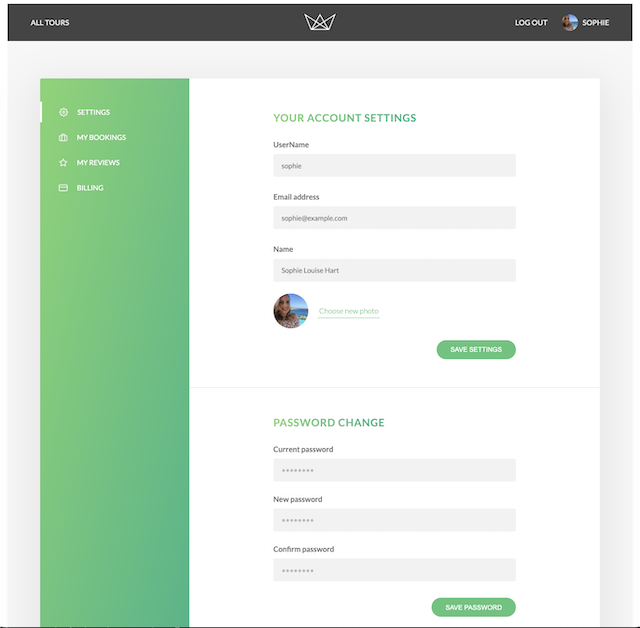 ALL TOURS
LOG OUT SOPHIE
SETTINGS
MY BOOKINGS
MY REVIEWS
BILLING
YOUR ACCOUNT SETTINGS
UserName
sophie
Email address
sophie@example.com
Name
Sophie Louise Hart
Choose new photo
SAVE SETTINGS
PASSWORD CHANGE
Current password
••••••••
New password
••••••••
Confirm password
••••••••
SAVE PASSWORD